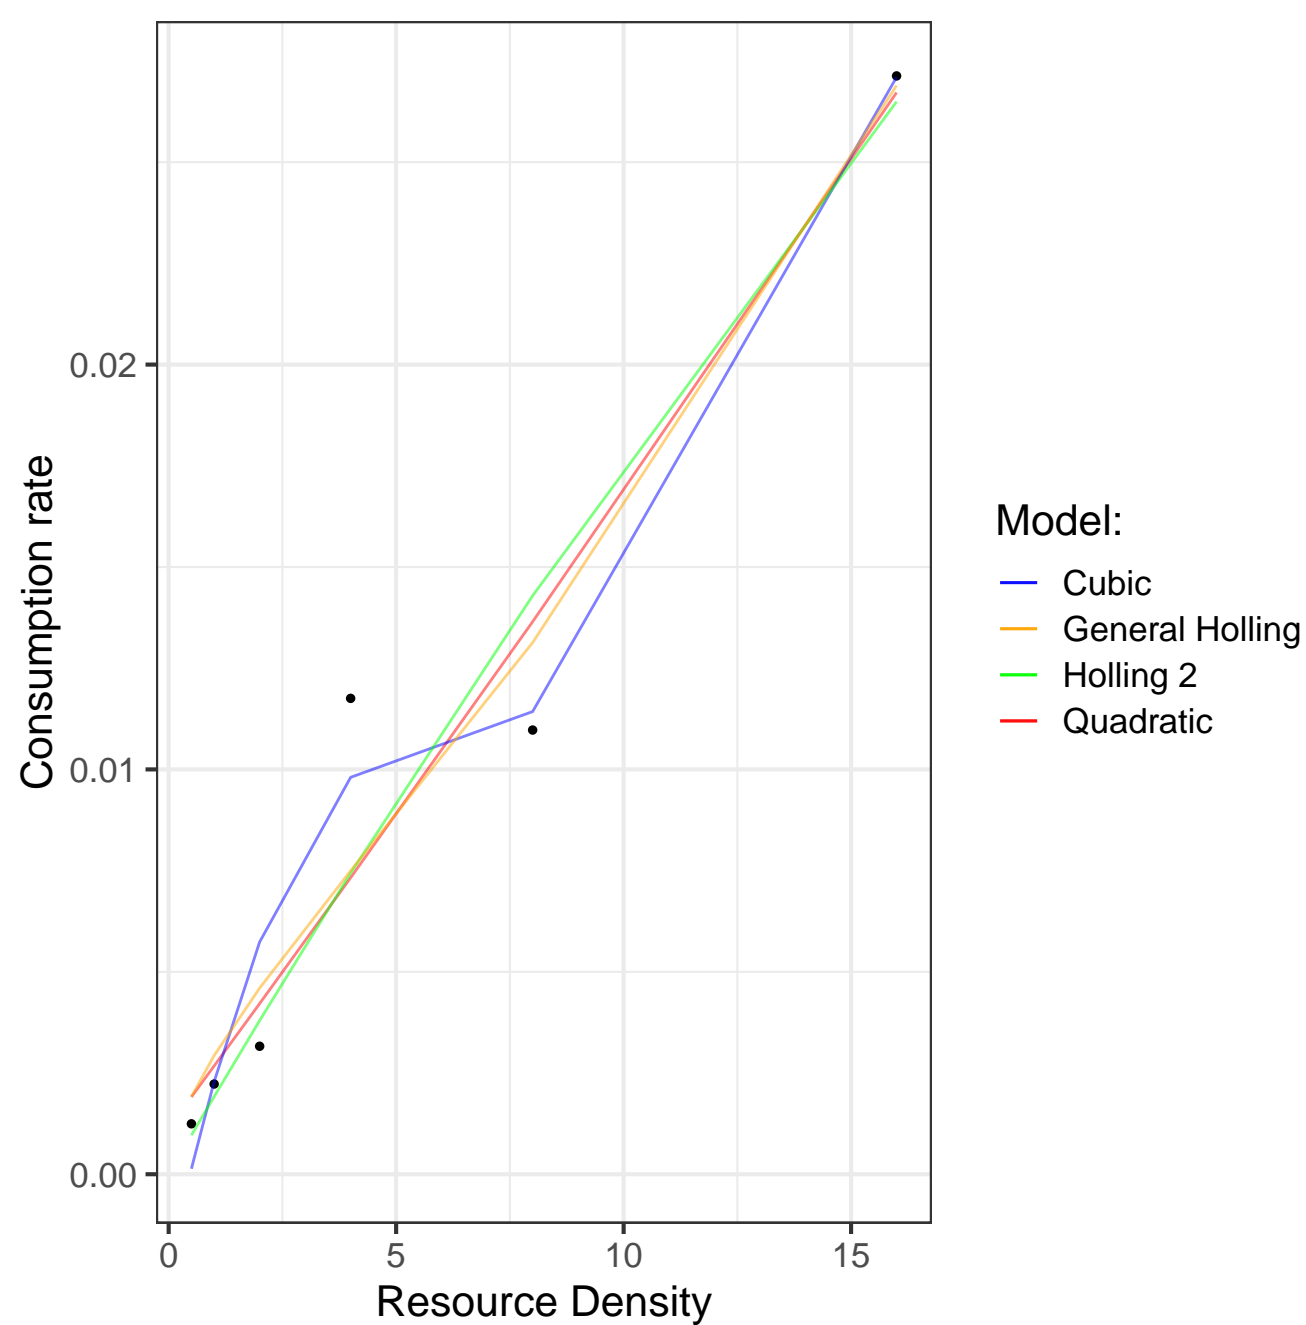 0.02
0.01
0.00
0
5
10
15
Resource Density
Consumption rate
Model:
Cubic
General Holling
Holling 2
Quadratic